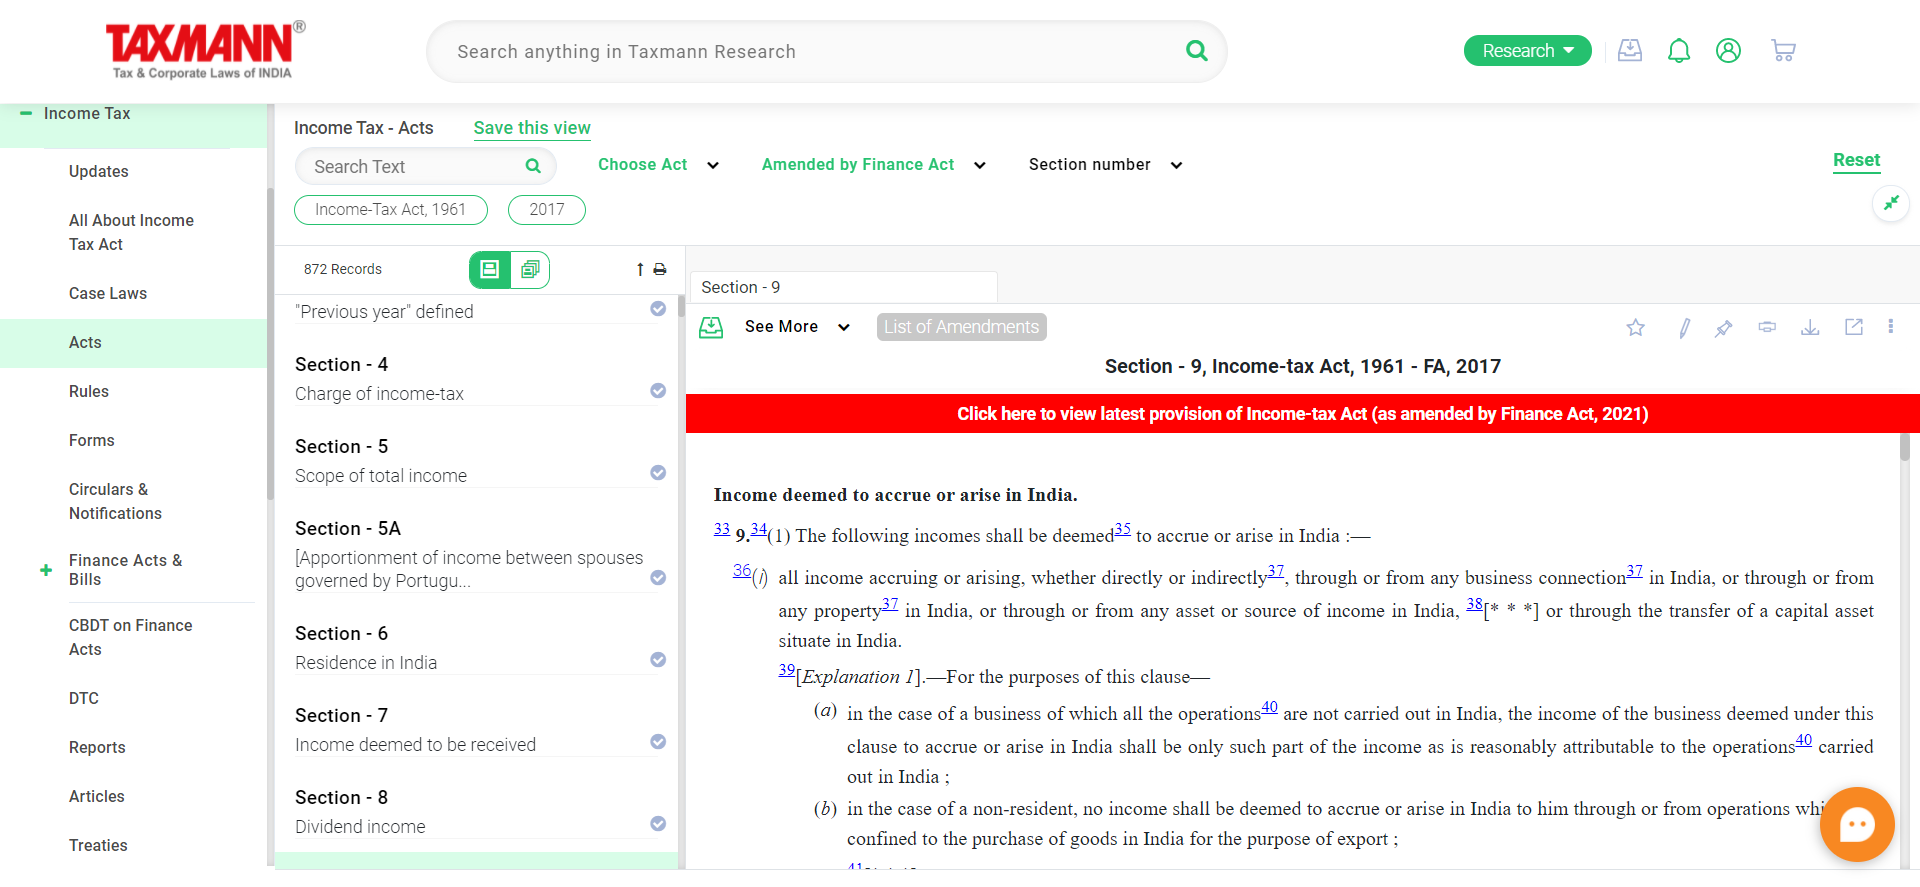 TAXMANN®
Tax & Corporate Laws of INDIA
Search anything in Taxmann Research
Research
Income Tax
Updates
All About Income
Tax Act
Case Laws
Acts
Rules
Forms
Circulars &
Notifications
Finance Acts &
Bills
CBDT on Finance
Acts
DTC
Reports
Articles
Treaties
Income Tax - Acts
Save this view
Search Text
Choose Act
Amended by Finance Act
Section number
Reset
Income-Tax Act, 1961
2017
872 Records
"Previous year" defined
Section - 4
Charge of income-tax
Section - 5
Scope of total income
Section - 5A
[Apportionment of income between spouses
governed by Portugu...
Section - 6
Residence in India
Section - 7
Income deemed to be received
Section - 8
Dividend income
Section - 9
See More
List of Amendments
Section - 9, Income-tax Act, 1961 - FA, 2017
Click here to view latest provision of Income-tax Act (as amended by Finance Act, 2021)
Income deemed to accrue or arise in India.
33 9.34(1) The following incomes shall be deemed35 to accrue or arise in India :—
36(i) all income accruing or arising, whether directly or indirectly37, through or from any business connection37 in India, or through or from
any property37 in India, or through or from any asset or source of income in India, 38[* * *] or through the transfer of a capital asset
situate in India.
39[Explanation 1].—For the purposes of this clause—
(a) in the case of a business of which all the operations40 are not carried out in India, the income of the business deemed under this
clause to accrue or arise in India shall be only such part of the income as is reasonably attributable to the operations40 carried
out in India ;
(b) in the case of a non-resident, no income shall be deemed to accrue or arise in India to him through or from operations
confined to the purchase of goods in India for the purpose of export ;